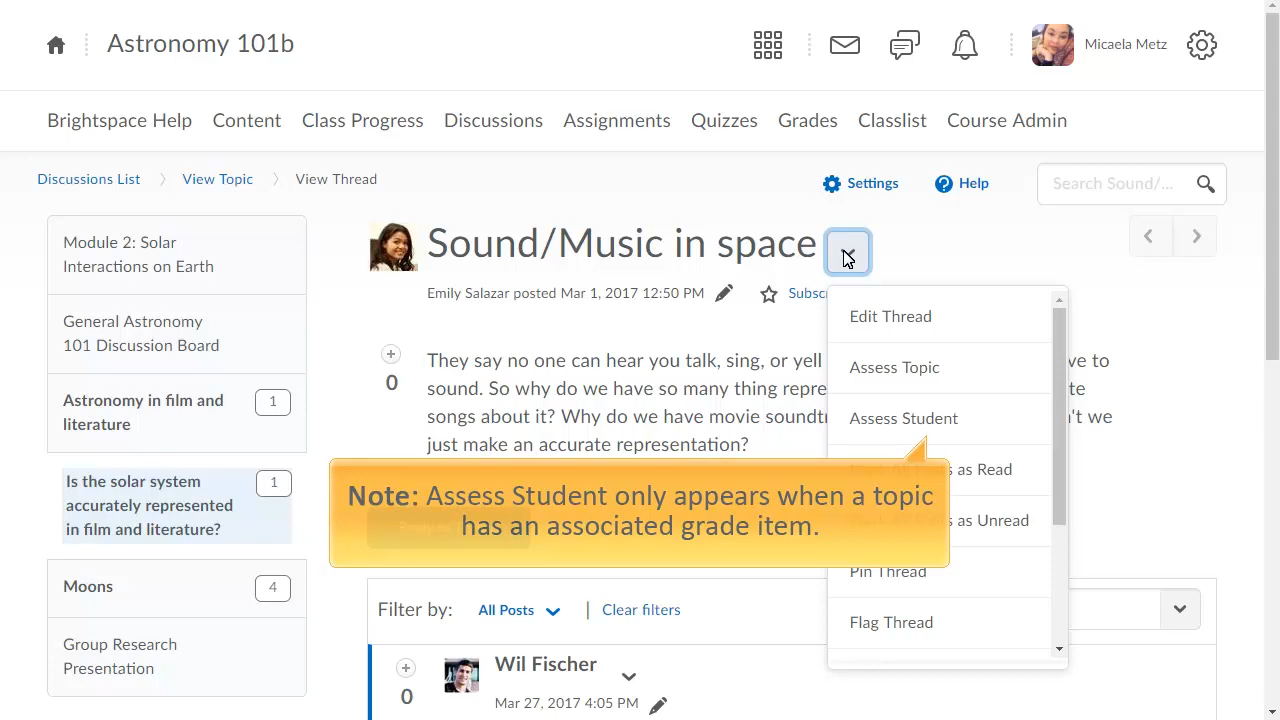 Astronomy 101b
Micaela Metz
Brightspace Help Content Class Progress Discussions Assignments Quizzes Grades Classlist Course Admin
Discussions List View Topic View Thread
Settings Help Search Sound/...
Module 2: Solar
Interactions on Earth
General Astronomy
101 Discussion Board
Astronomy in film and
literature
1
Is the solar system
accurately represented
in film and literature?
1
Moons
4
Group Research
Presentation
Sound/Music in space
Emily Salazar posted Mar 1, 2017 12:50 PM Subscr
They say no one can hear you talk, sing, or yell ve to
0
sound. So why do we have so many thing repre te
songs about it? Why do we have movie soundtr 't we
just make an accurate representation?
Edit Thread
Assess Topic
Assess Student
as Read
as Unread
Pin Thread
Flag Thread
Note: Assess Student only appears when a topic
has an associated grade item.
Filter by: All Posts | Clear filters
Wil Fischer
0
Mar 27, 2017 4:05 PM